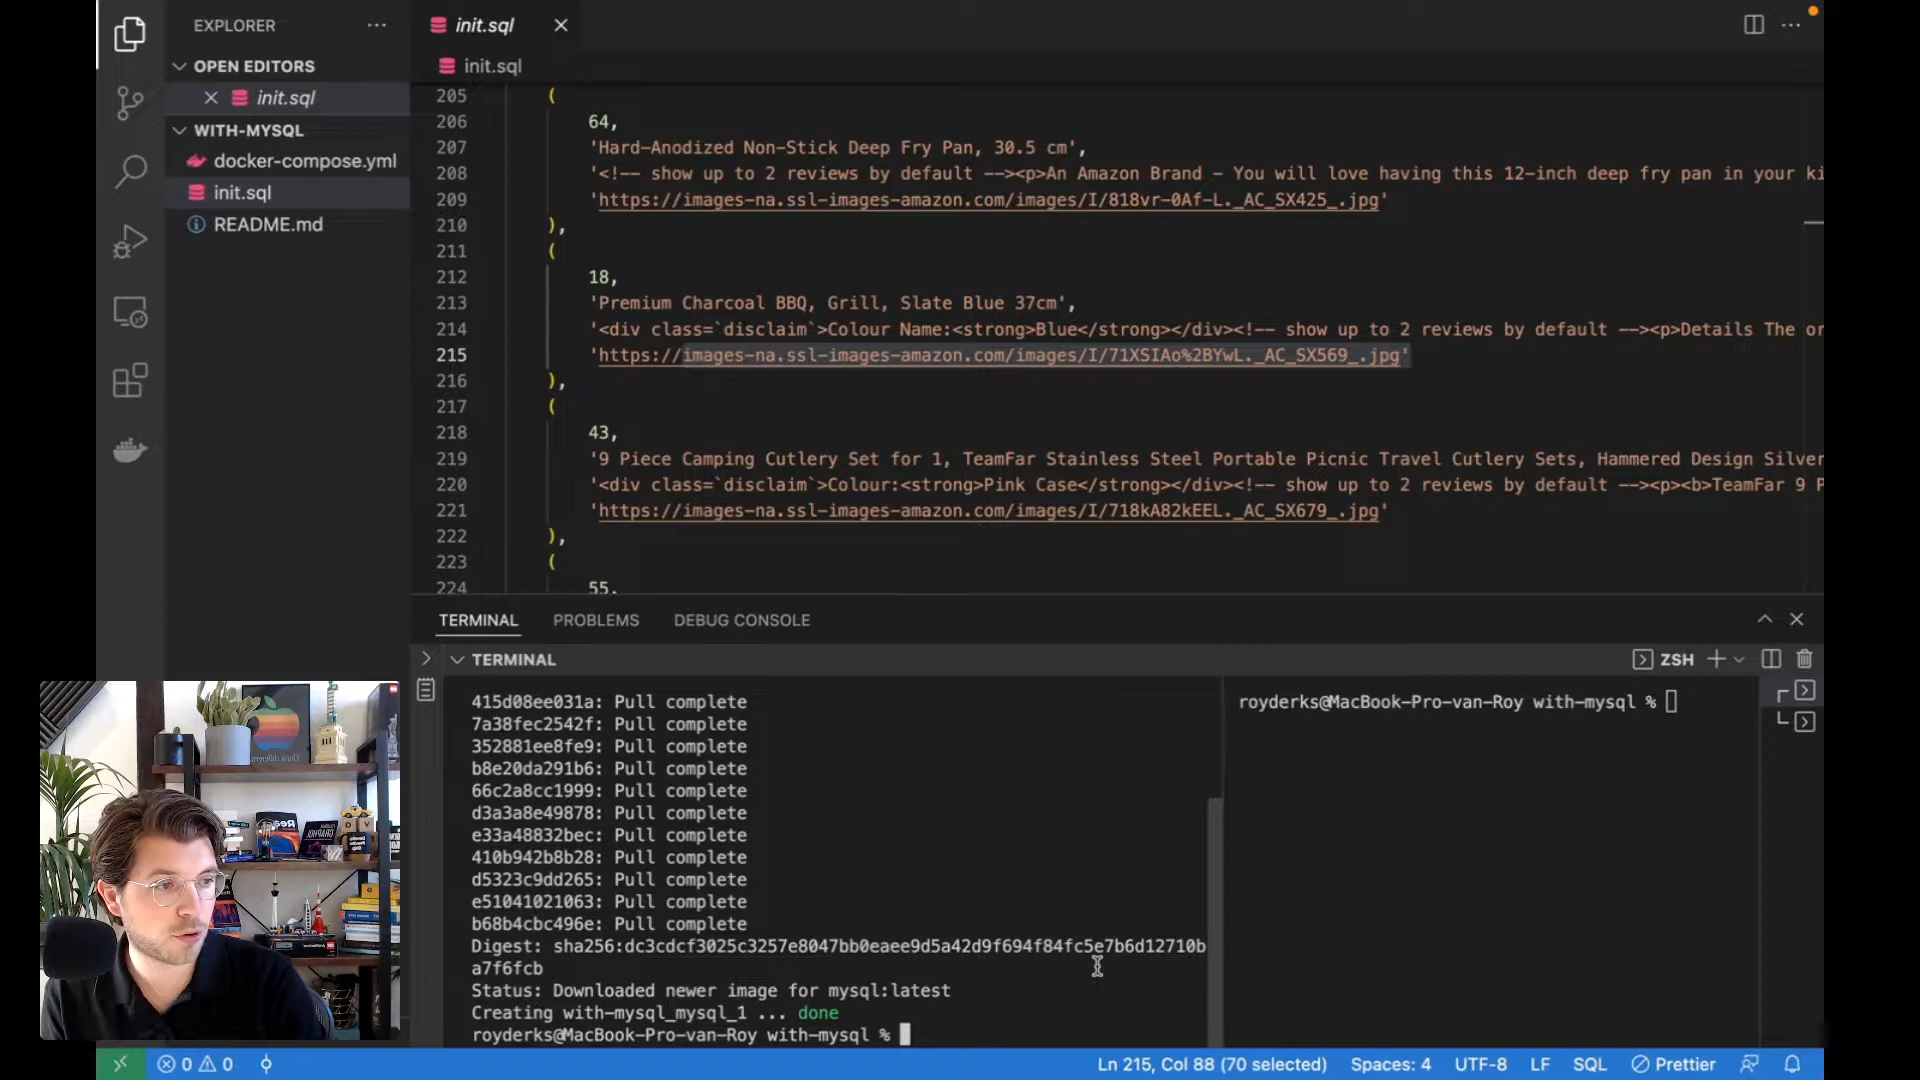 EXPLORER
OPEN EDITORS
init.sql
WITH-MYSQL
docker-compose.yml
init.sql
README.md
init.sql
init.sql
205 (
206 64,
207 'Hard-Anodized Non-Stick Deep Fry Pan, 30.5 cm',
208 '<!-- show up to 2 reviews by default --><p>An Amazon Brand - You will love having this 12-inch deep fry pan in your ki
209 'https://images-na.ssl-images-amazon.com/images/I/818vr-0Af-L._AC_SX425_.jpg'
210 ),
211 (
212 18,
213 'Premium Charcoal BBQ, Grill, Slate Blue 37cm',
214 '<div class=`disclaim`>Colour Name:<strong>Blue</strong></div><!-- show up to 2 reviews by default --><p>Details The or
215 'https://images-na.ssl-images-amazon.com/images/I/71XSIAo%2BYwL._AC_SX569_.jpg'
216 ),
217 (
218 43,
219 '9 Piece Camping Cutlery Set for 1, TeamFar Stainless Steel Portable Picnic Travel Cutlery Sets, Hammered Design Silver
220 '<div class=`disclaim`>Colour:<strong>Pink Case</strong></div><!-- show up to 2 reviews by default --><p><b>TeamFar 9 P
221 'https://images-na.ssl-images-amazon.com/images/I/718kA82kEEL._AC_SX679_.jpg'
222 ),
223 (
224 55,
TERMINAL PROBLEMS DEBUG CONSOLE
TERMINAL
ZSH
415d08ee031a: Pull complete
7a38fec2542f: Pull complete
352881ee8fe9: Pull complete
b8e20da291b6: Pull complete
66c2a8cc1999: Pull complete
d3a3a8e49878: Pull complete
e33a48832bec: Pull complete
410b942b8b28: Pull complete
d5323c9dd265: Pull complete
e51041021063: Pull complete
b68b4cbc496e: Pull complete
Digest: sha256:dc3cdcf3025c3257e8047bb0eaee9d5a42d9f694f84fc5e7b6d12710b
a7f6fcb
Status: Downloaded newer image for mysql:latest
Creating with-mysql_mysql_1 ... done
royderks@MacBook-Pro-van-Roy with-mysql %
royderks@MacBook-Pro-van-Roy with-mysql %
0 0
Ln 215, Col 88 (70 selected) Spaces: 4 UTF-8 LF SQL Prettier